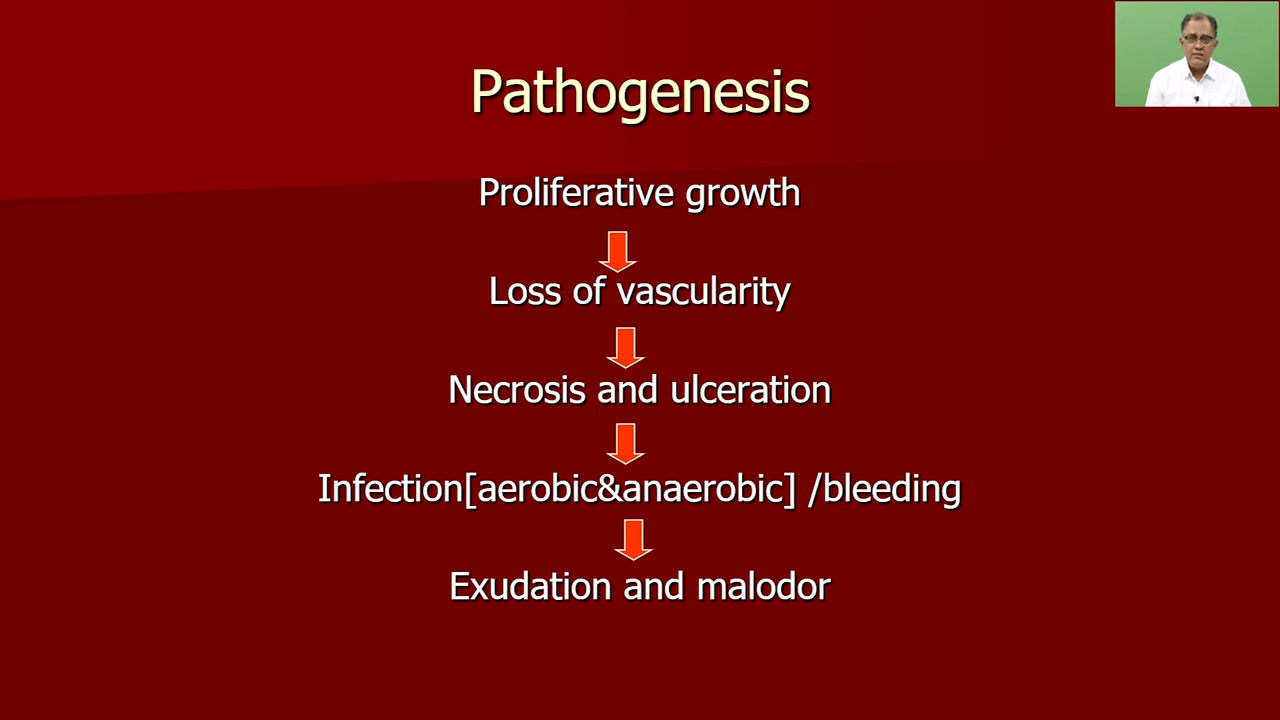 Pathogenesis
Proliferative growth
Loss of vascularity
Necrosis and ulceration
Infection[aerobic&anaerobic] /bleeding
Exudation and malodor